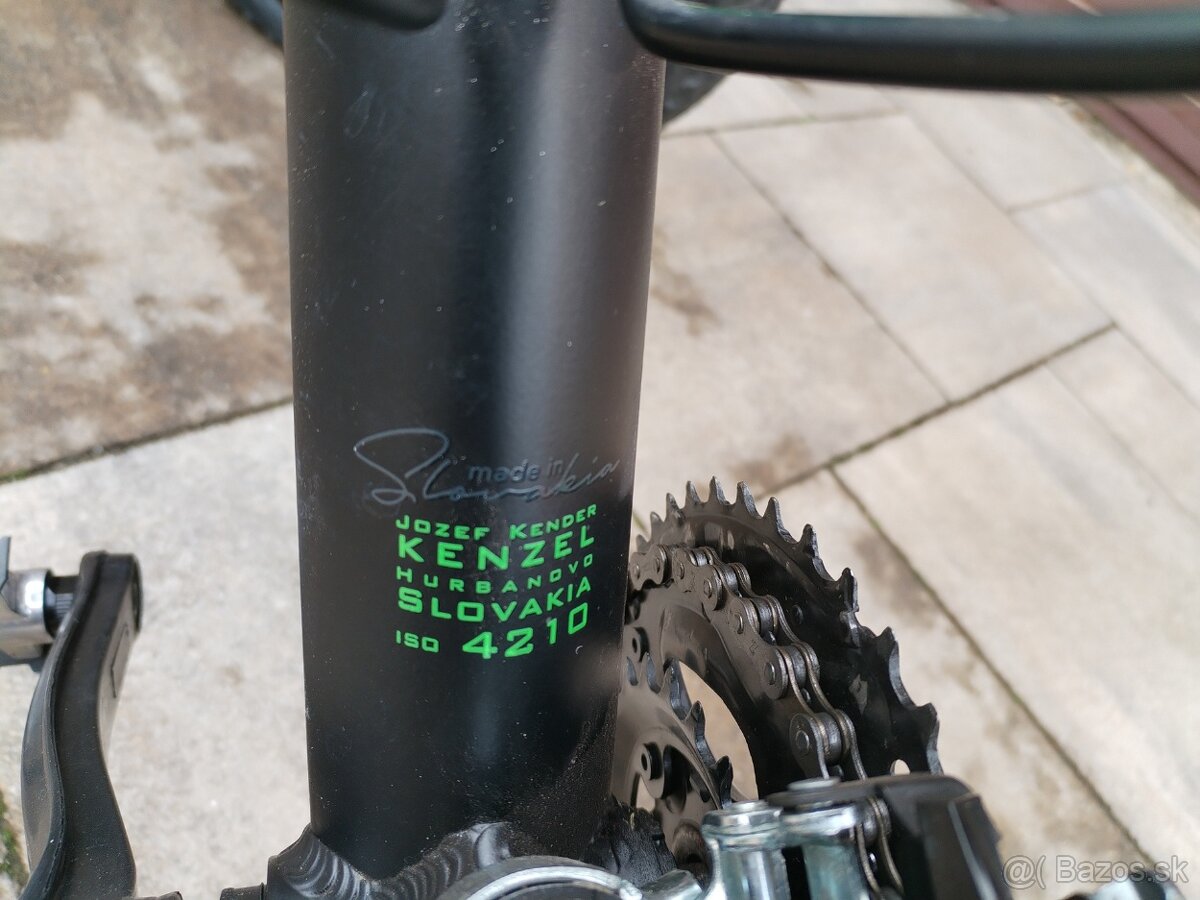 made in
Slovakia
JOZEF KENDER
KENZEL
HURBANOVO
SLOVAKIA
ISO 4210
@( Bazos.sk